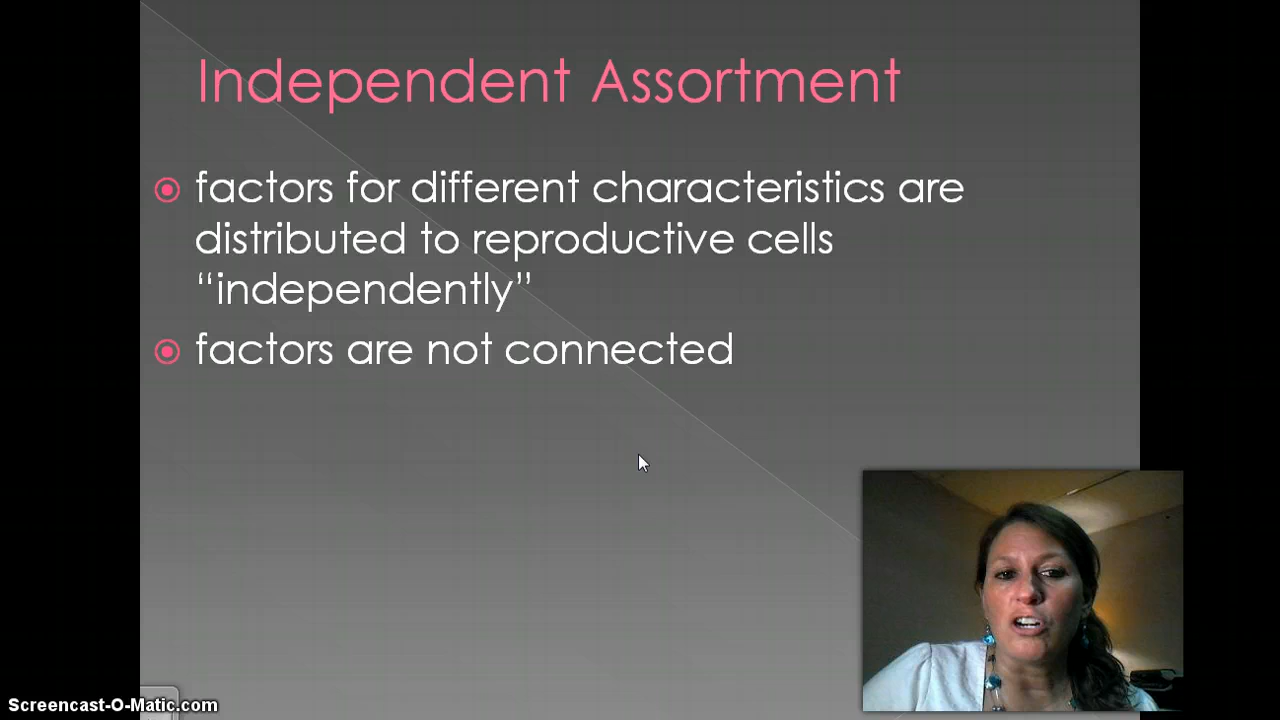 Independent Assortment
factors for different characteristics are
distributed to reproductive cells
“independently”
factors are not connected
Screencast-O-Matic.com